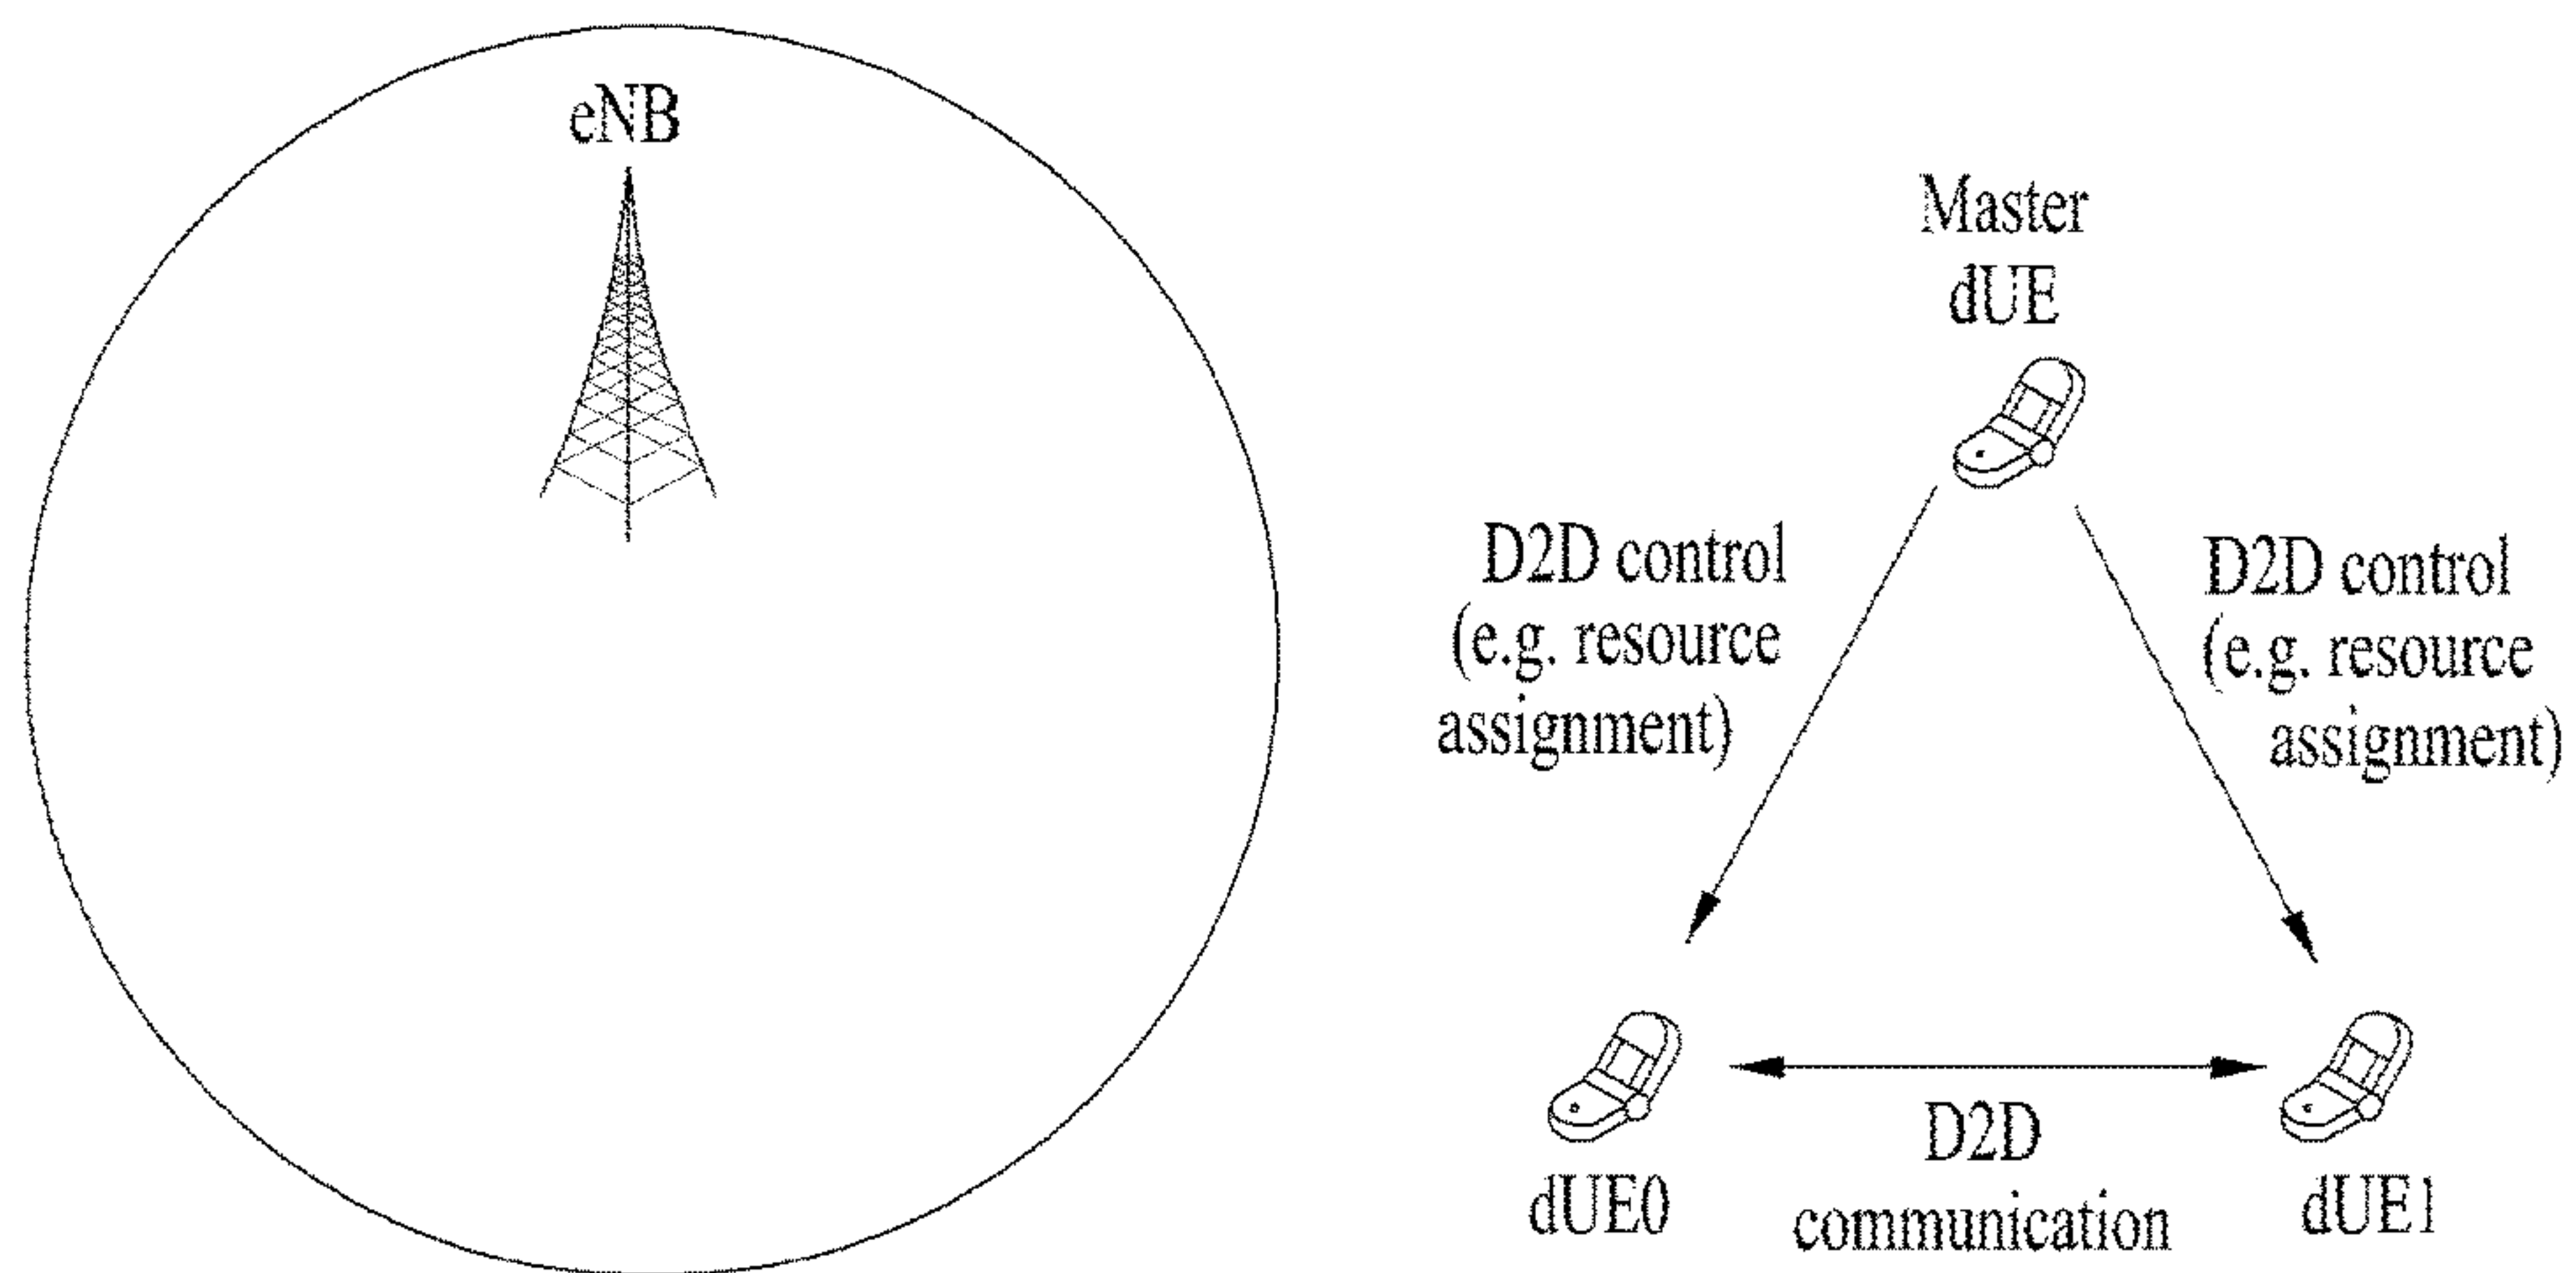 eNB
Master
dUE
D2D control
(e.g. resource
assignment)
D2D control
(e.g. resource
assignment)
D2D
communication
dUE0
dUE1